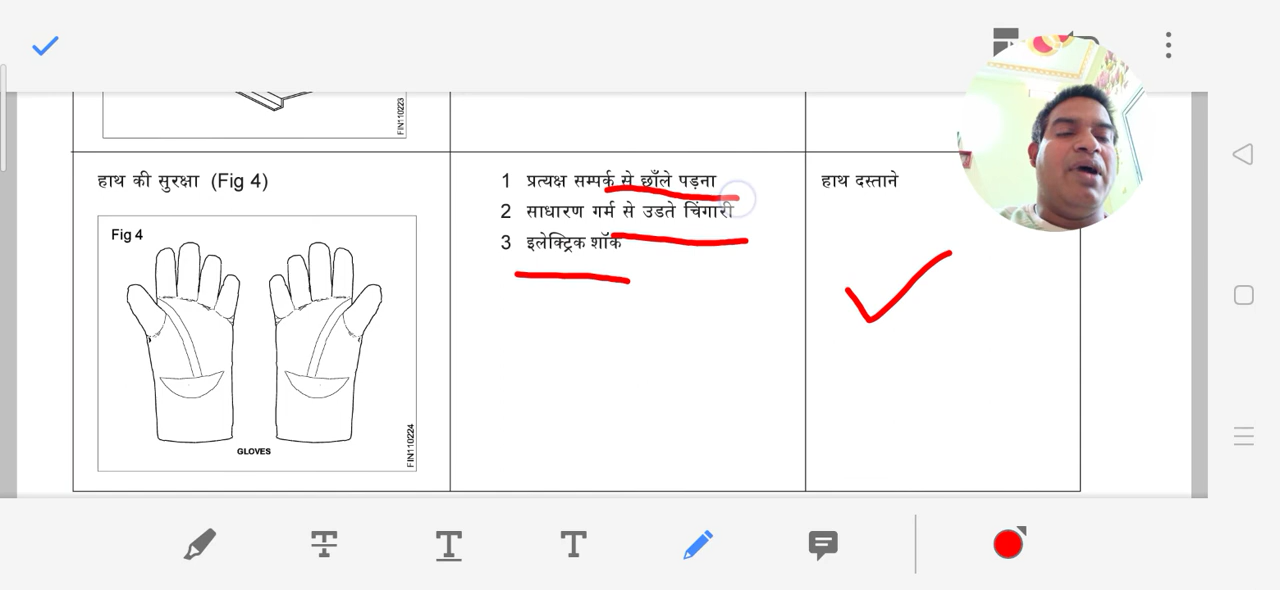 FIN110223
हाथ की सुरक्षा (Fig 4)
1 प्रत्यक्ष सम्पर्क से छाँले पड़ना
2 साधारण गर्म से उडते चिंगारी
3 इलेक्ट्रिक शॉक
हाथ दस्ताने
Fig 4
GLOVES
FIN110224